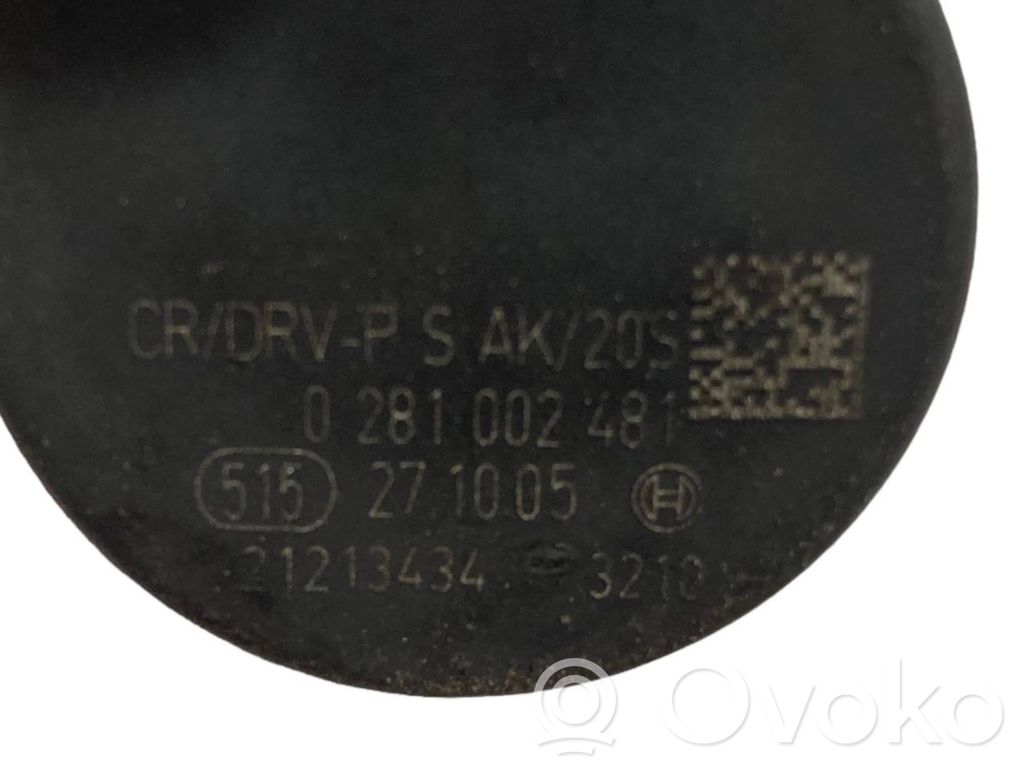 CR/DRV-P S AK/20S
0 281 002 481
515 27.10.05
21213434 3210
Ovoko